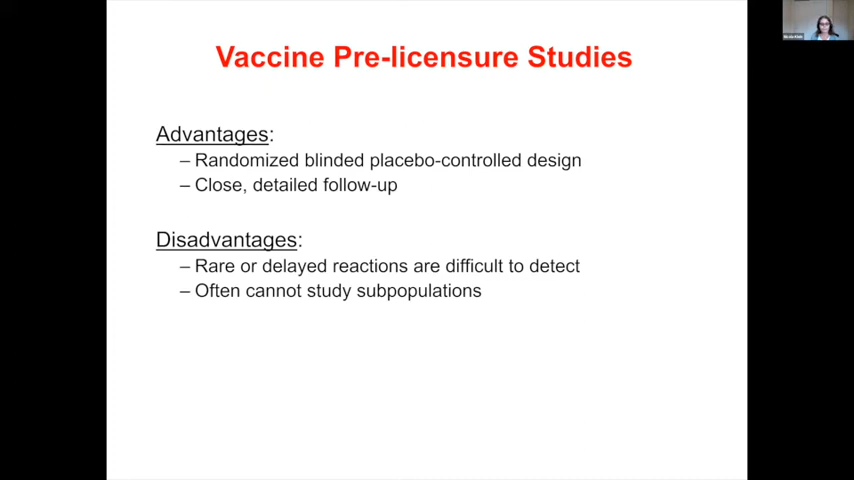 Vaccine Pre-licensure Studies
Advantages:
– Randomized blinded placebo-controlled design
– Close, detailed follow-up
Disadvantages:
– Rare or delayed reactions are difficult to detect
– Often cannot study subpopulations